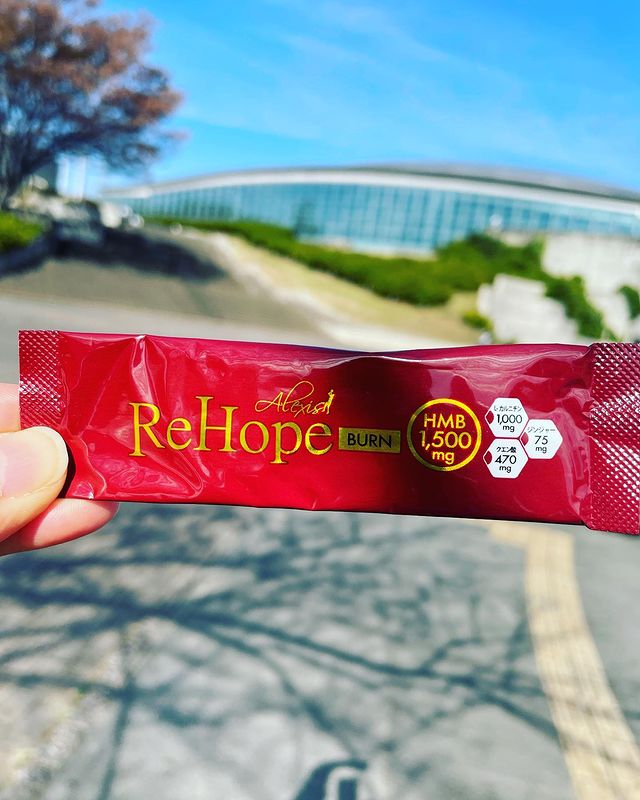 Alexis
ReHope BURN
HMB
1,500
mg
L-カルニチン
1,000
mg
ジンジャー
75
mg
クエン酸
470
mg